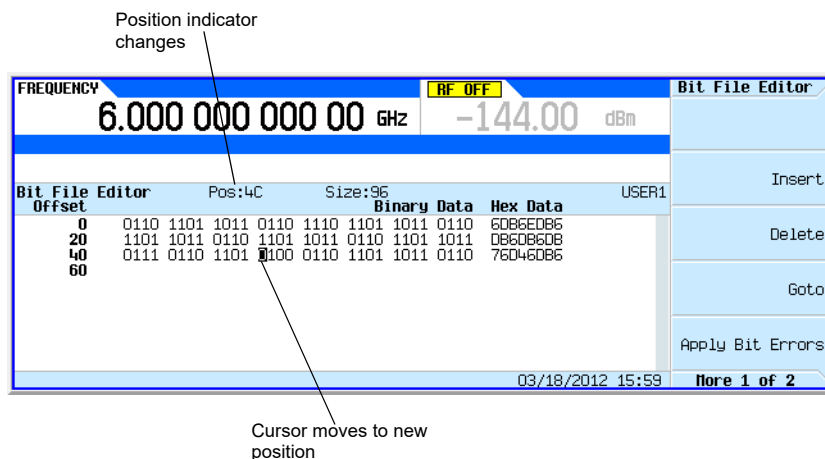 Position indicator
changes
FREQUENCY
RF OFF
Bit File Editor
6.000 000 000 00 GHz
-144.00 dBm
Insert
Bit File Editor Pos:4C Size:96 USER1
Offset Binary Data Hex Data
0 0110 1101 1011 0110 1110 1101 1011 0110 6DB6EDB6
20 1101 1011 0110 1101 1011 0110 1101 1011 DB6DB6DB
Delete
40 0111 0110 1101 0100 0110 1101 1011 0110 76D46DB6
60
Goto
Apply Bit Errors
03/18/2012 15:59
More 1 of 2
Cursor moves to new
position